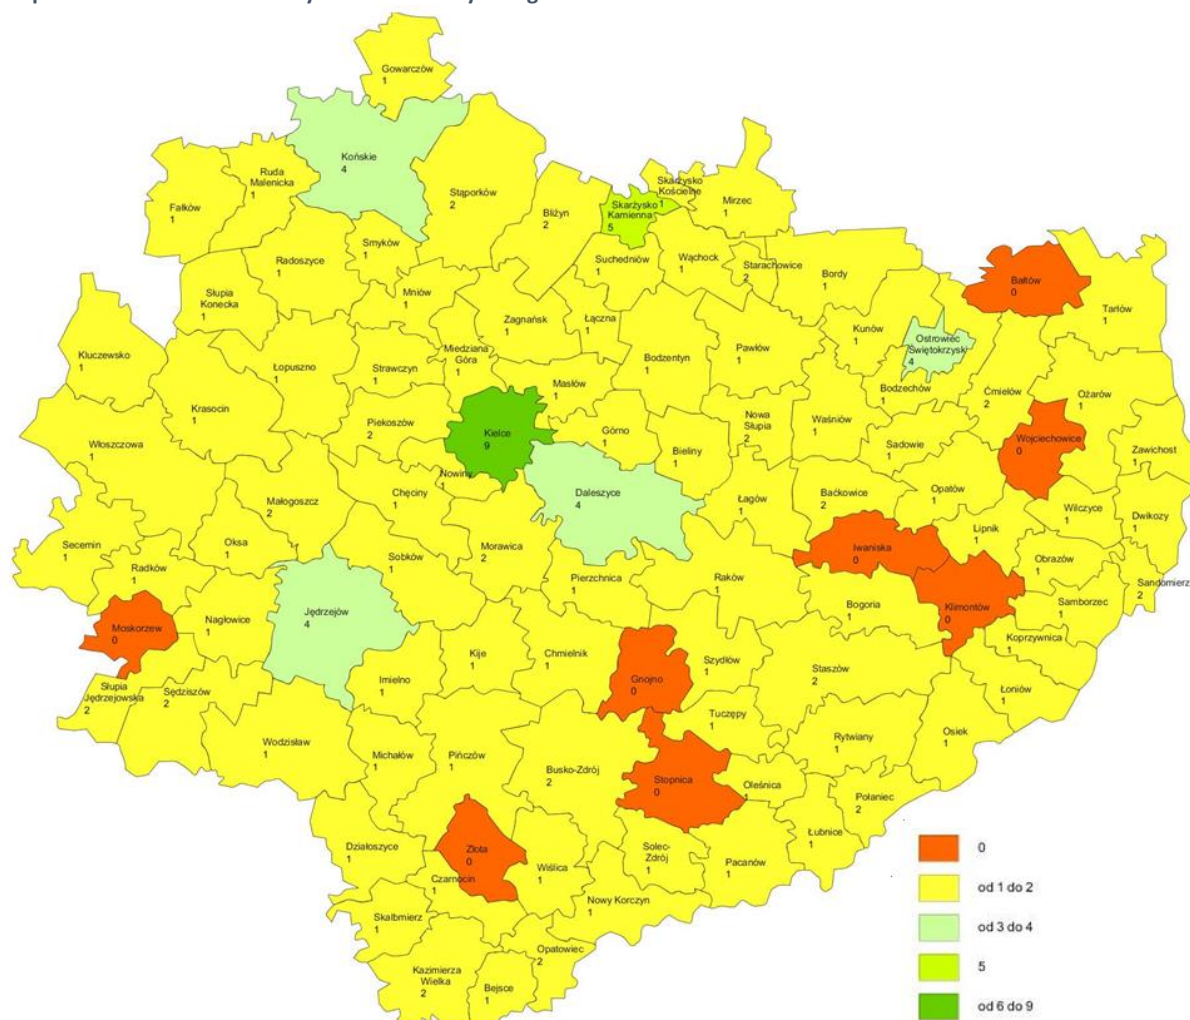 Gowarczów
1
Końskie
4
Ruda
Malenicka
1
Fałków
1
Stąporków
2
Bliżyn
2
Skarżysko
Kościelne
1
Skarżysko
Kamienna
5
Mirzec
1
Smyków
1
Radoszyce
1
Słupia
Konecka
1
Mniów
1
Suchedniów
1
Wąchock
1
Starachowice
2
Bordy
1
Bałtów
0
Tarłów
1
Zagnańsk
1
Łączna
1
Kunów
1
Ostrowiec
Świętokrzyski
4
Kluczewsko
1
Łopuszno
1
Strawczyn
1
Miedziana
Góra
1
Masłów
1
Bodzentyn
1
Pawłów
1
Bodzechów
1
Ćmielów
2
Ożarów
1
Krasocin
1
Piekoszów
2
Kielce
9
Górno
1
Nowa
Słupia
2
Waśniów
1
Sadowie
1
Wojciechowice
0
Zawichost
1
Włoszczowa
1
Bieliny
1
Nowiny
1
Chęciny
1
Daleszyce
4
Łagów
1
Baćkowice
2
Opatów
1
Małogoszcz
2
Wilczyce
1
Dwikozy
1
Secemin
1
Oksa
1
Sobków
1
Morawica
2
Iwaniska
0
Lipnik
1
Obrazów
1
Radków
1
Pierzchnica
1
Raków
1
Sandomierz
2
Moskorzew
0
Nagłowice
1
Jędrzejów
4
Bogoria
1
Klimontów
0
Samborzec
1
Koprzywnica
1
Kije
1
Chmielnik
1
Gnojno
0
Szydłów
1
Staszów
2
Słupia
Jędrzejowska
2
Sędziszów
2
Imielno
1
Łoniów
1
Tuczępy
1
Wodzisław
1
Michałów
1
Pińczów
1
Busko-Zdrój
2
Rytwiany
1
Osiek
1
Stopnica
0
Oleśnica
1
Połaniec
2
Działoszyce
1
Złota
0
Wiślica
1
Solec-
Zdrój
1
Pacanów
1
Łubnice
1
Czarnocin
1
Skalbmierz
1
Nowy Korczyn
1
Opatowiec
2
Kazimierza
Wielka
2
Bejsce
1
0
od 1 do 2
od 3 do 4
5
od 6 do 9